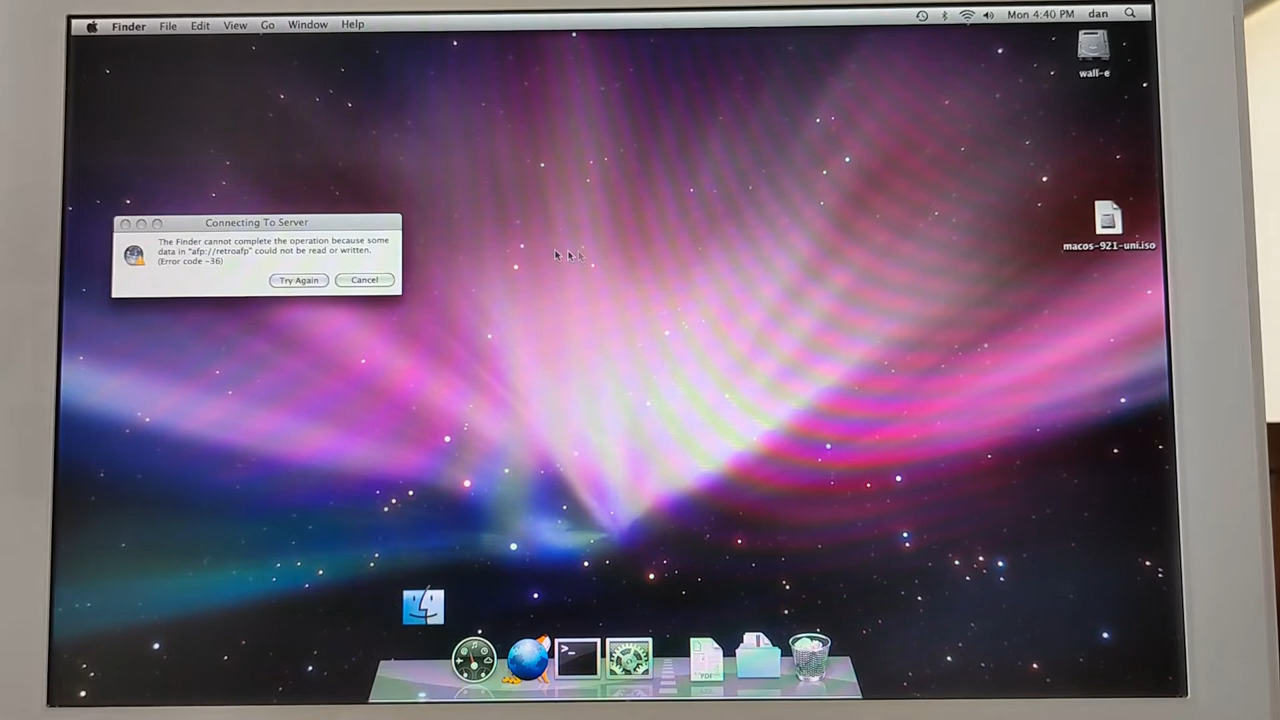 Finder File Edit View Go Window Help
Mon 4:40 PM dan
wall-e
Connecting To Server
The Finder cannot complete the operation because some
data in "afp://retroafp" could not be read or written.
(Error code -36)
Try Again Cancel
macos-921-uni.iso
>_
PDF